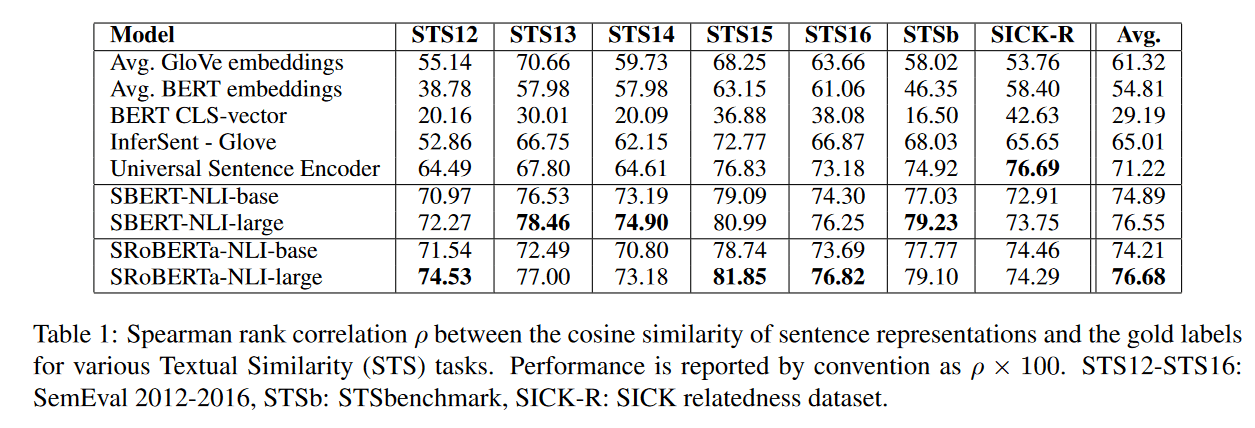 Model STS12 STS13 STS14 STS15 STS16 STSb SICK-R Avg.
Avg. GloVe embeddings 55.14 70.66 59.73 68.25 63.66 58.02 53.76 61.32
Avg. BERT embeddings 38.78 57.98 57.98 63.15 61.06 46.35 58.40 54.81
BERT CLS-vector 20.16 30.01 20.09 36.88 38.08 16.50 42.63 29.19
InferSent - Glove 52.86 66.75 62.15 72.77 66.87 68.03 65.65 65.01
Universal Sentence Encoder 64.49 67.80 64.61 76.83 73.18 74.92 76.69 71.22
SBERT-NLI-base 70.97 76.53 73.19 79.09 74.30 77.03 72.91 74.89
SBERT-NLI-large 72.27 78.46 74.90 80.99 76.25 79.23 73.75 76.55
SRoBERTa-NLI-base 71.54 72.49 70.80 78.74 73.69 77.77 74.46 74.21
SRoBERTa-NLI-large 74.53 77.00 73.18 81.85 76.82 79.10 74.29 76.68
Table 1: Spearman rank correlation ρ between the cosine similarity of sentence representations and the gold labels
for various Textual Similarity (STS) tasks. Performance is reported by convention as ρ × 100. STS12-STS16:
SemEval 2012-2016, STSb: STSbenchmark, SICK-R: SICK relatedness dataset.